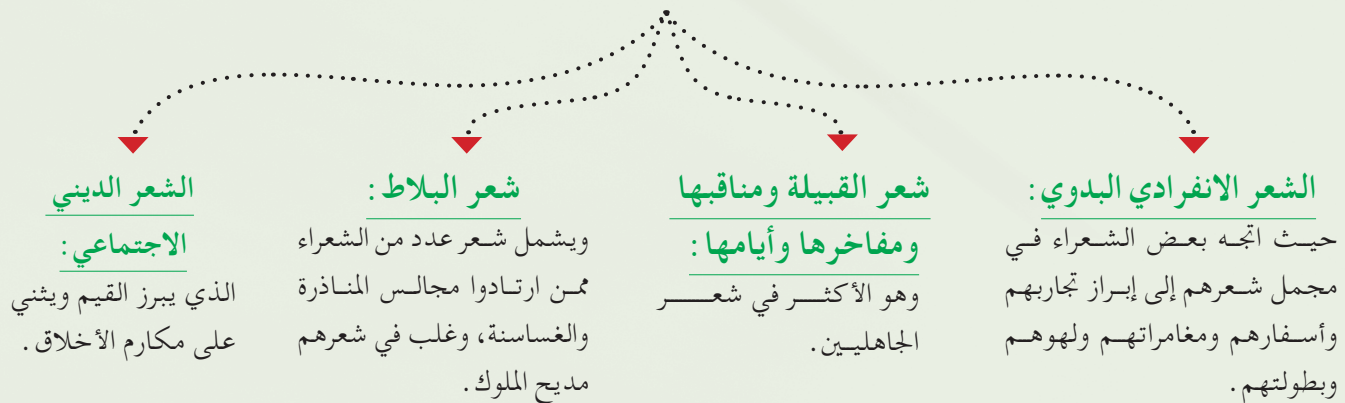 الشعر الانفرادي البدوي:
حيث اتجه بعض الشعراء في
مجمل شعرهم إلى إبراز تجاربهم
وأسفارهم ومغامراتهم ولهوهم
وبطولتهم.
شعر القبيلة ومناقبها
ومفاخرها وأيامها:
وهو الأكثر في شعر
الجاهليين.
شعر البلاط:
ويشمل شعر عدد من الشعراء
ممن ارتادوا مجالس المناذرة
والغساسنة، وغلب في شعرهم
مديح الملوك.
الشعر الديني
الاجتماعي:
الذي يبرز القيم ويثني
على مكارم الأخلاق.